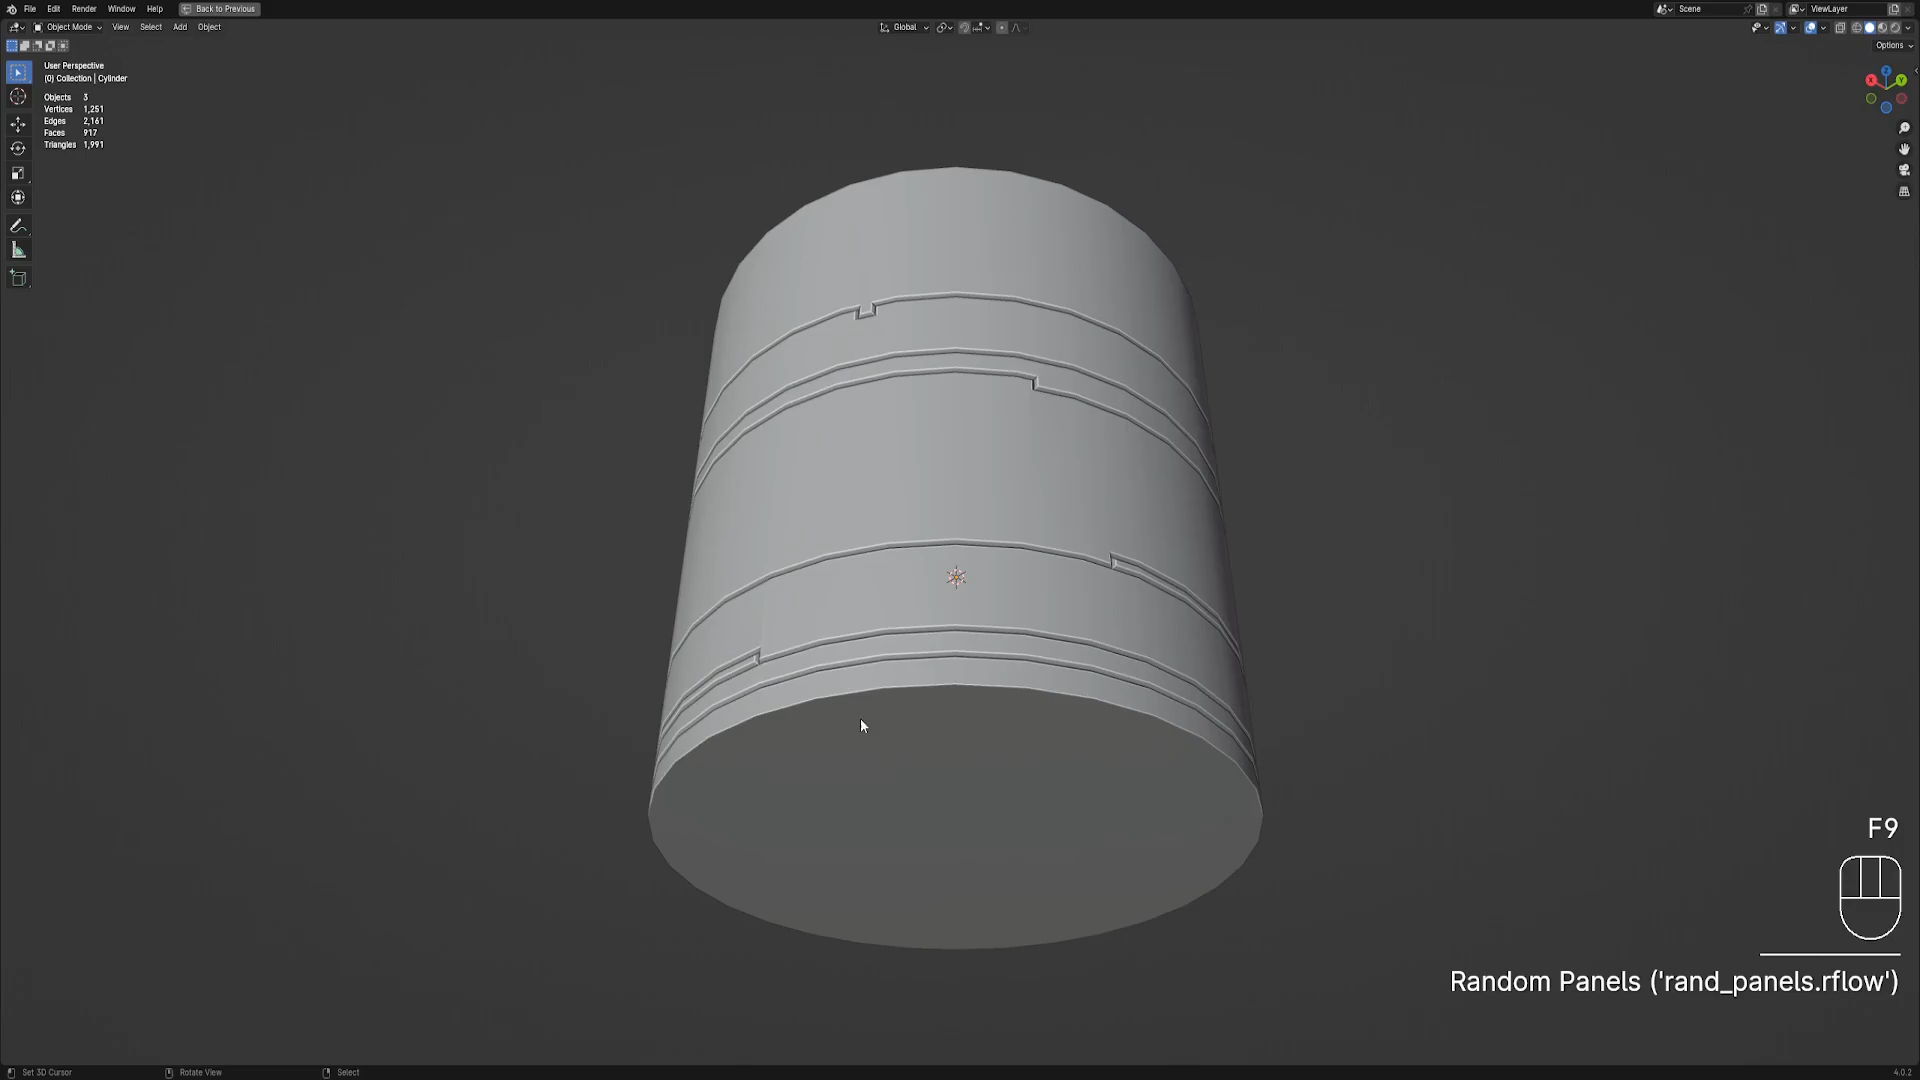 File Edit Render Window Help Back to Previous Scene ViewLayer
Object Mode View Select Add Object Global
Options
User Perspective
(0) Collection | Cylinder
Objects 3
Vertices 1,251
Edges 2,161
Faces 917
Triangles 1,991
X Y Z
F9
Random Panels ('rand_panels.rflow')
Set 3D Cursor Rotate View Select 4.0.2